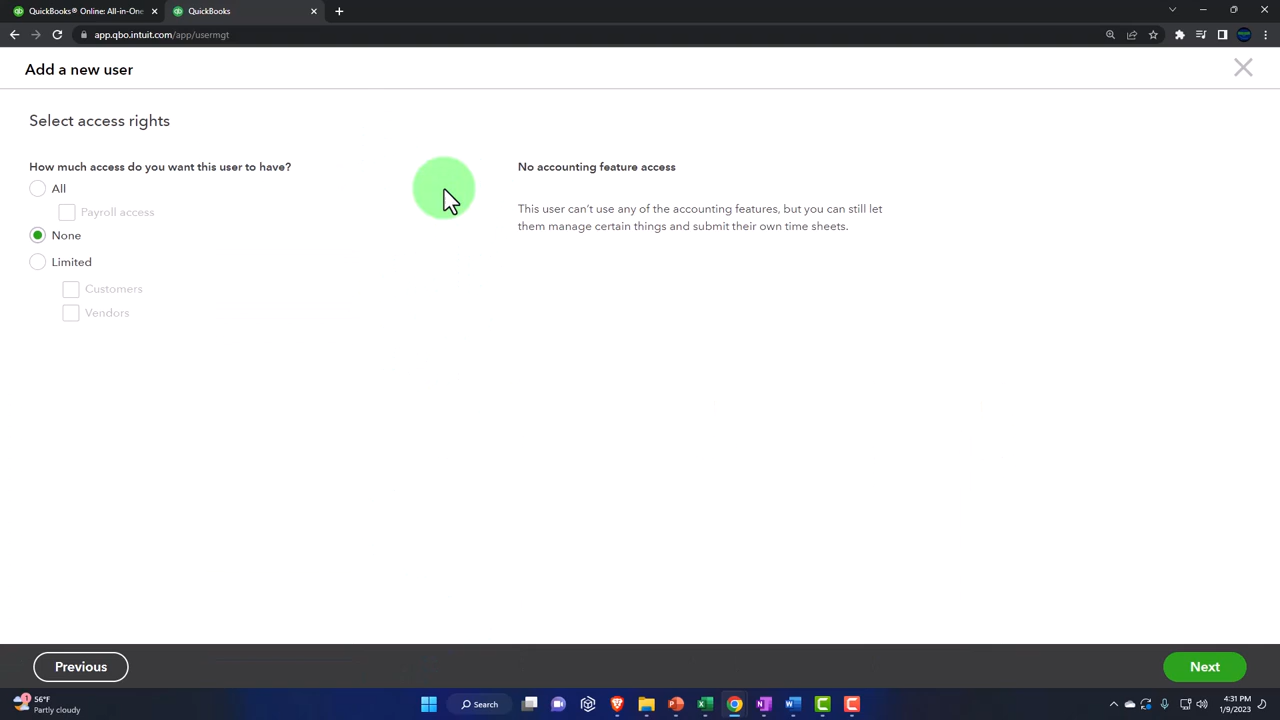 QuickBooks® Online: All-in-One
QuickBooks
app.qbo.intuit.com/app/usermgt
Add a new user
Select access rights
How much access do you want this user to have?
All
Payroll access
None
Limited
Customers
Vendors
No accounting feature access
This user can't use any of the accounting features, but you can still let
them manage certain things and submit their own time sheets.
Previous
Next
1
56°F
Partly cloudy
Search
4:31 PM
1/9/2023